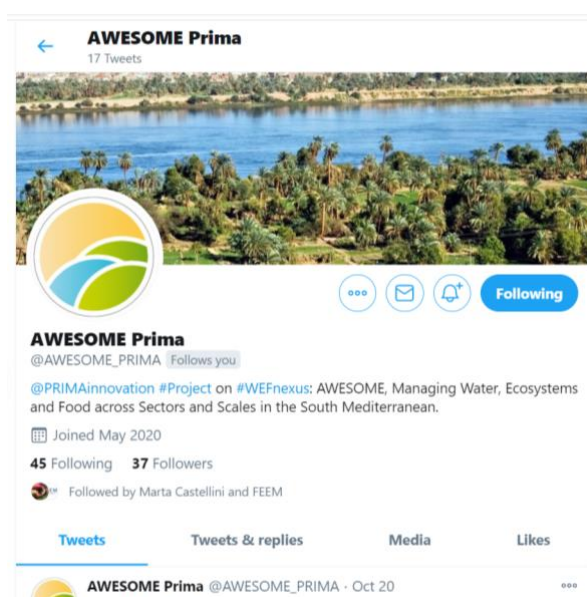 AWESOME Prima
17 Tweets
Following
AWESOME Prima
@AWESOME_PRIMA Follows you
@PRIMAinnovation #Project on #WEFnexus: AWESOME, Managing Water, Ecosystems
and Food across Sectors and Scales in the South Mediterranean.
Joined May 2020
45 Following 37 Followers
Followed by Marta Castellini and FEEM
Tweets Tweets & replies Media Likes
AWESOME Prima @AWESOME_PRIMA · Oct 20